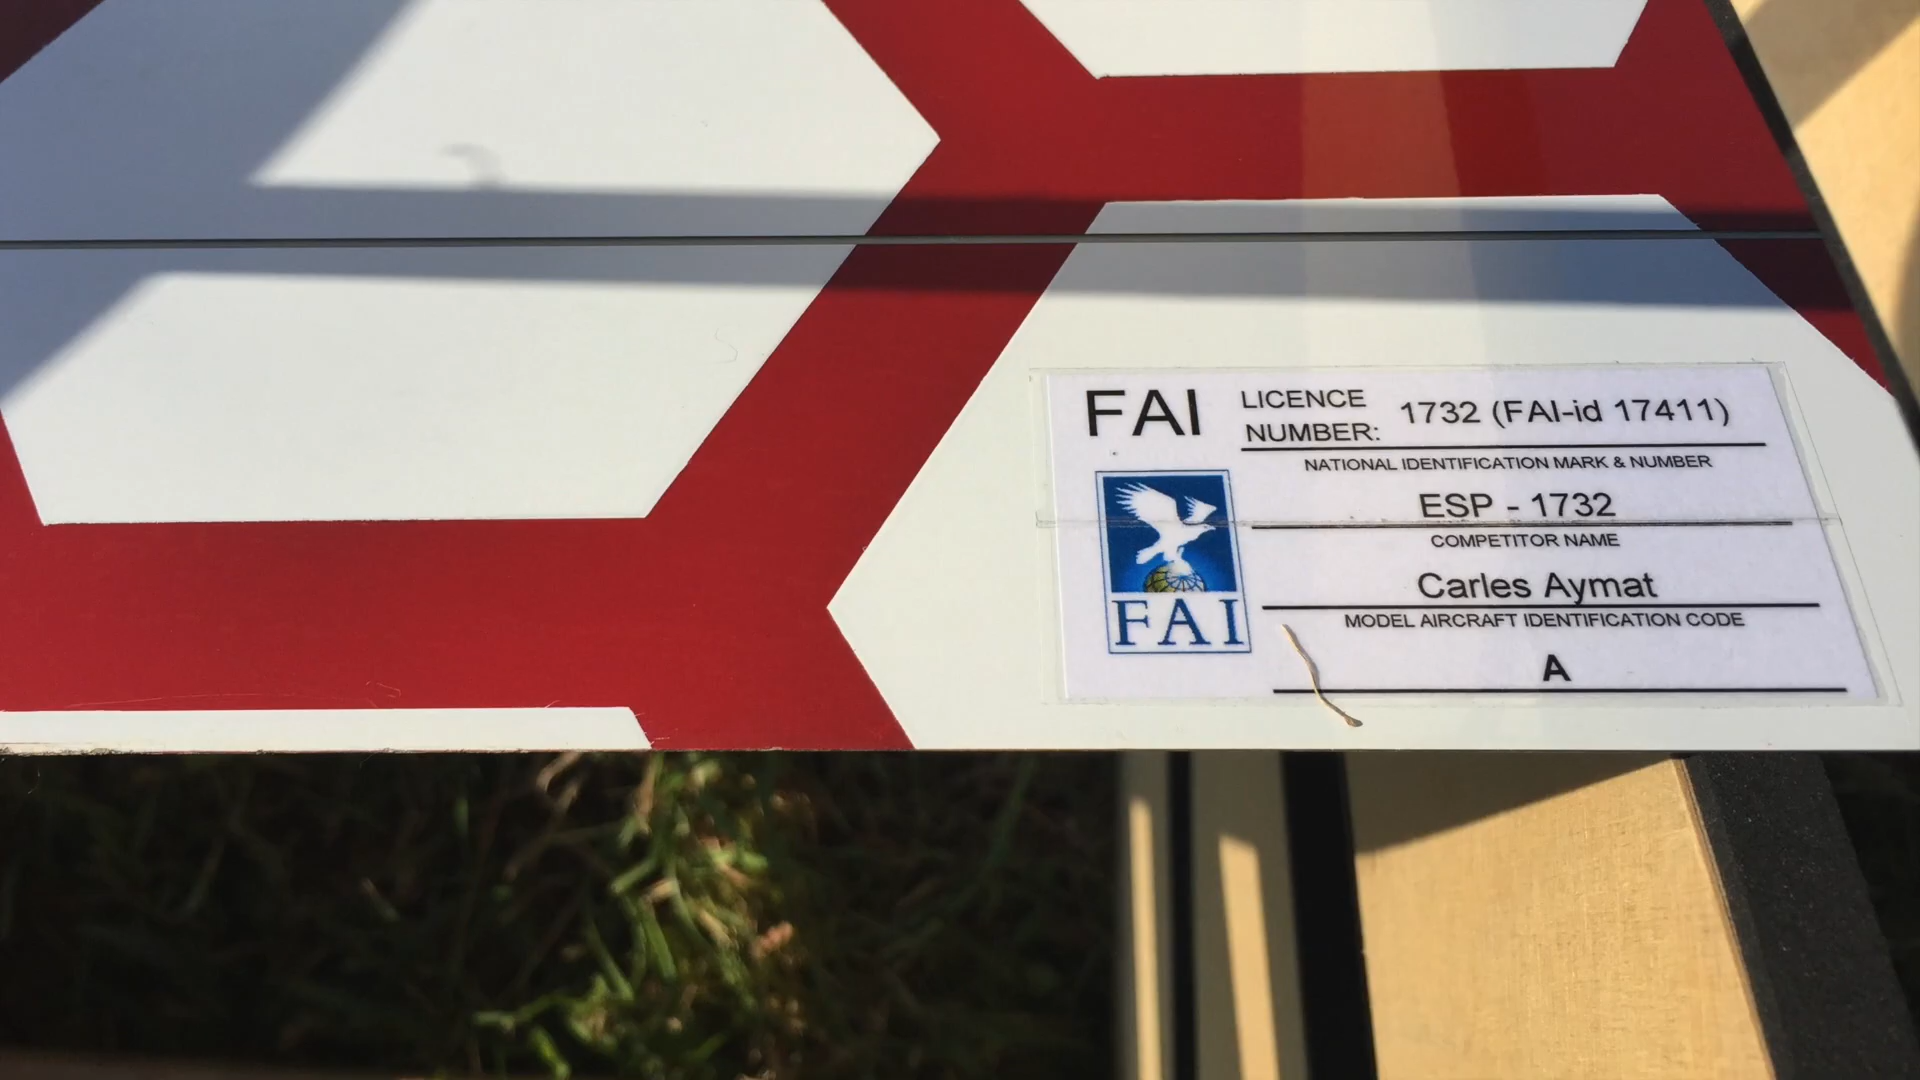 FAI
LICENCE
NUMBER:
1732 (FAI-id 17411)
NATIONAL IDENTIFICATION MARK & NUMBER
ESP - 1732
COMPETITOR NAME
Carles Aymat
MODEL AIRCRAFT IDENTIFICATION CODE
A
FAI